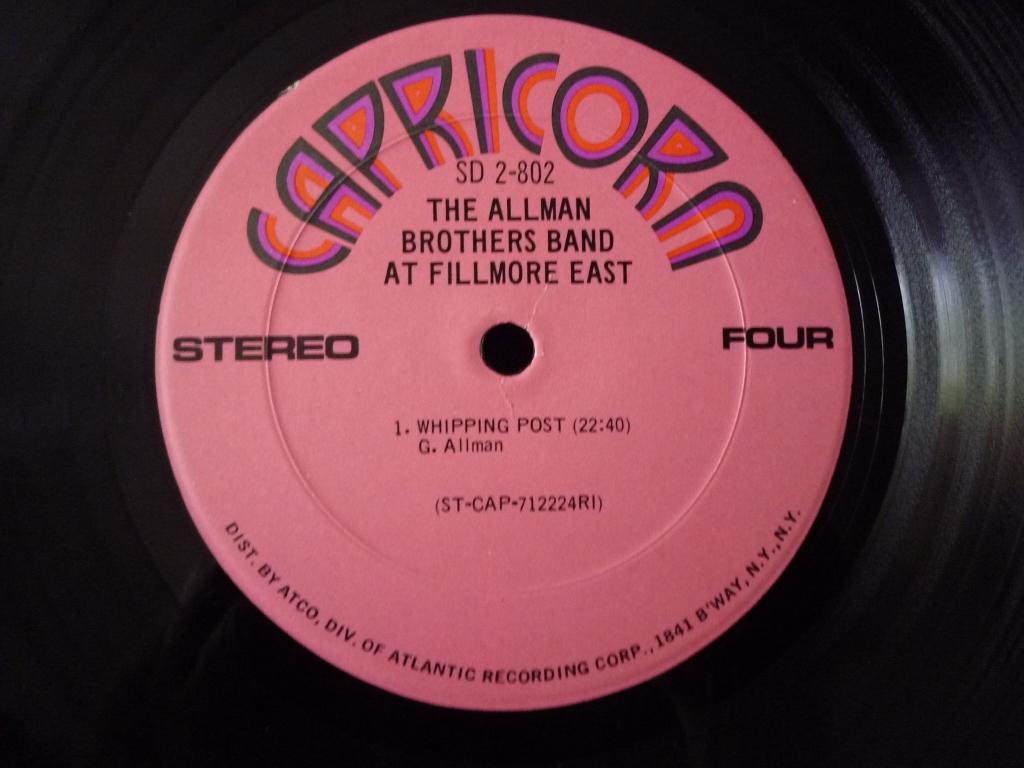 CAPRICORN
SD 2-802
THE ALLMAN
BROTHERS BAND
AT FILLMORE EAST
STEREO
FOUR
1. WHIPPING POST (22:40)
G. Allman
(ST-CAP-712224RI)
DIST. BY ATCO, DIV. OF ATLANTIC RECORDING CORP., 1841 B'WAY, N.Y., N.Y.